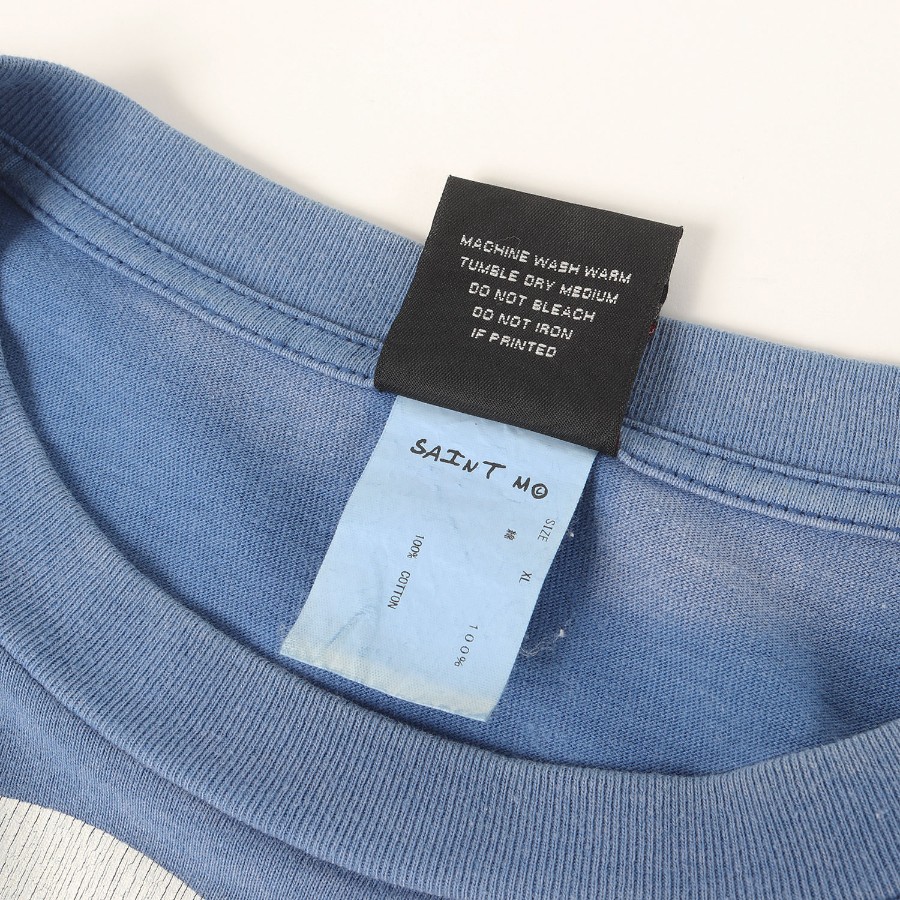 MACHINE WASH WARM
TUMBLE DRY MEDIUM
DO NOT BLEACH
DO NOT IRON
IF PRINTED
SAINT M©
SIZE XL
綿 100%
100% COTTON